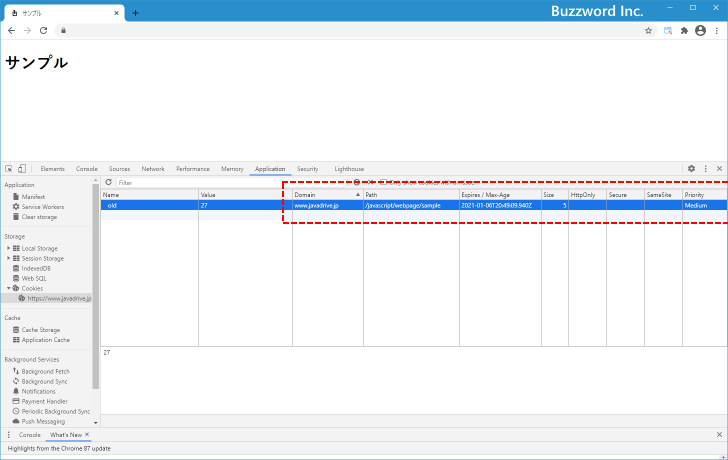 サンプル
Buzzword Inc.
サンプル
Elements Console Sources Network Performance Memory Application Security Lighthouse
Application
Manifest
Service Workers
Clear storage
Storage
Local Storage
Session Storage
IndexedDB
Web SQL
Cookies
https://www.javadrive.jp
Cache
Cache Storage
Application Cache
Background Services
Background Fetch
Background Sync
Notifications
Payment Handler
Periodic Background Sync
Push Messaging
Filter
Name Value Domain Path Expires / Max-Age Size HttpOnly Secure SameSite Priority
old 27 www.javadrive.jp /javascript/webpage/sample 2021-01-06T20:49:09.940Z 5 Medium
27
Console What's New
Highlights from the Chrome 87 update